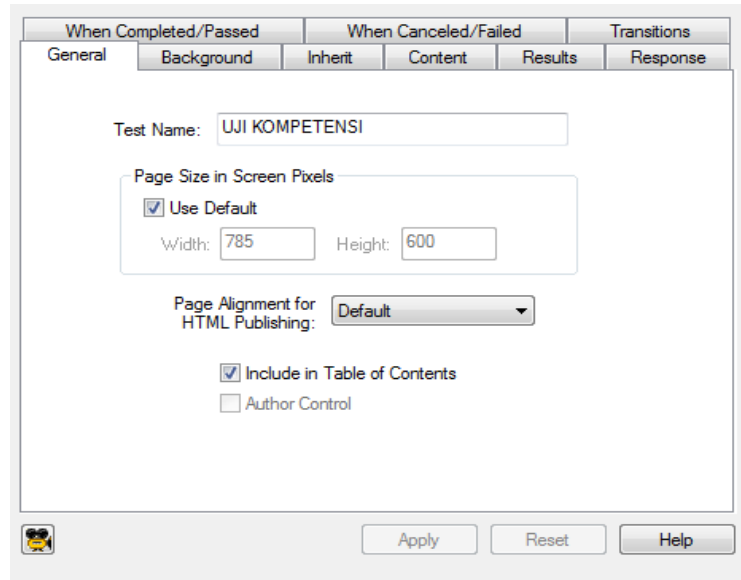 When Completed/Passed When Canceled/Failed Transitions
General Background Inherit Content Results Response
Test Name: UJI KOMPETENSI
Page Size in Screen Pixels
Use Default
Width: 785 Height: 600
Page Alignment for
HTML Publishing: Default
Include in Table of Contents
Author Control
Apply Reset Help